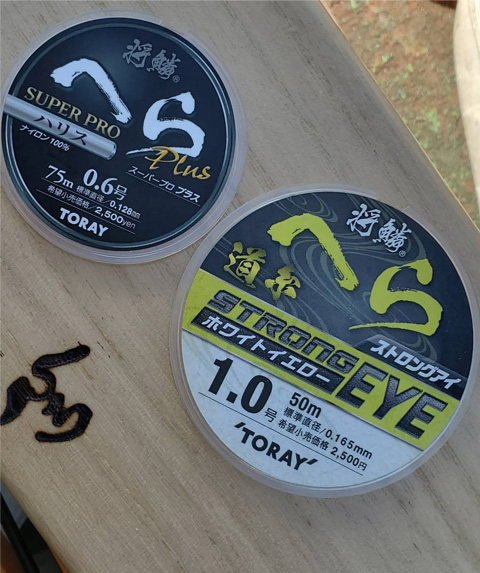 将鱗®
へら
SUPER PRO
Plus
ハリス
スーパープロ プラス
ナイロン100%
75m 0.6号
標準直径/0.128mm
希望小売価格/2,500yen
TORAY
将鱗®
へら
道糸
STRONG EYE
ストロングアイ
ホワイトイエロー
1.0号
50m
標準直径/0.165mm
希望小売価格 2,500円
TORAY